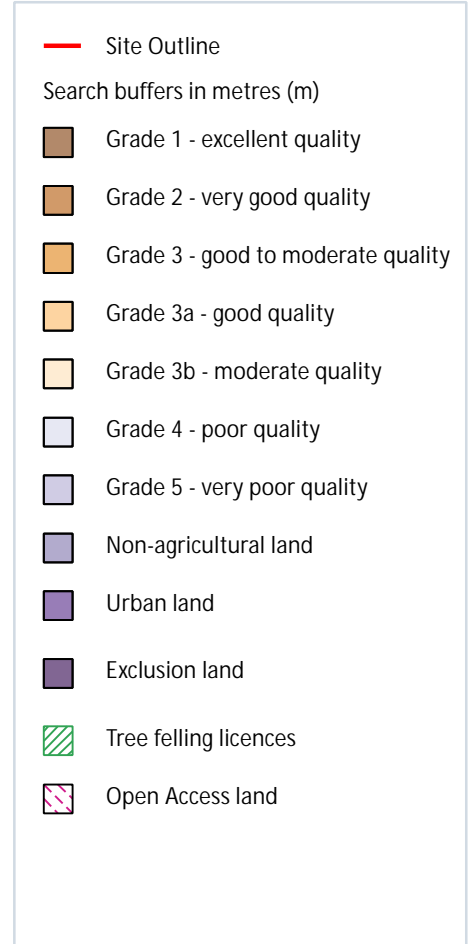 Site Outline
Search buffers in metres (m)
Grade 1 - excellent quality
Grade 2 - very good quality
Grade 3 - good to moderate quality
Grade 3a - good quality
Grade 3b - moderate quality
Grade 4 - poor quality
Grade 5 - very poor quality
Non-agricultural land
Urban land
Exclusion land
Tree felling licences
Open Access land